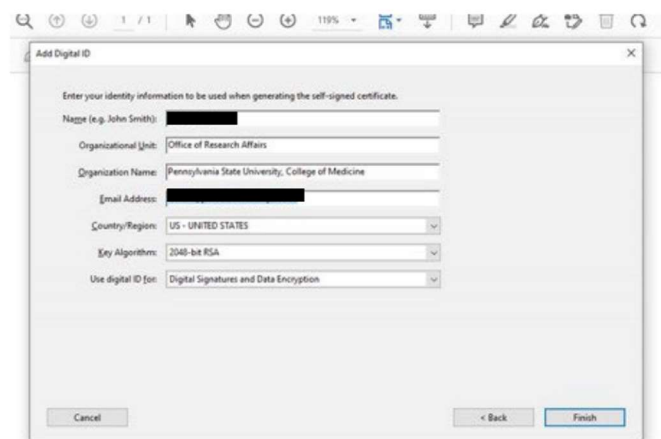 1 / 1 119%
Add Digital ID
Enter your identity information to be used when generating the self-signed certificate.
Name (e.g. John Smith):
Organizational Unit: Office of Research Affairs
Organization Name: Pennsylvania State University, College of Medicine
Email Address:
Country/Region: US - UNITED STATES
Key Algorithm: 2048-bit RSA
Use digital ID for: Digital Signatures and Data Encryption
Cancel < Back Finish